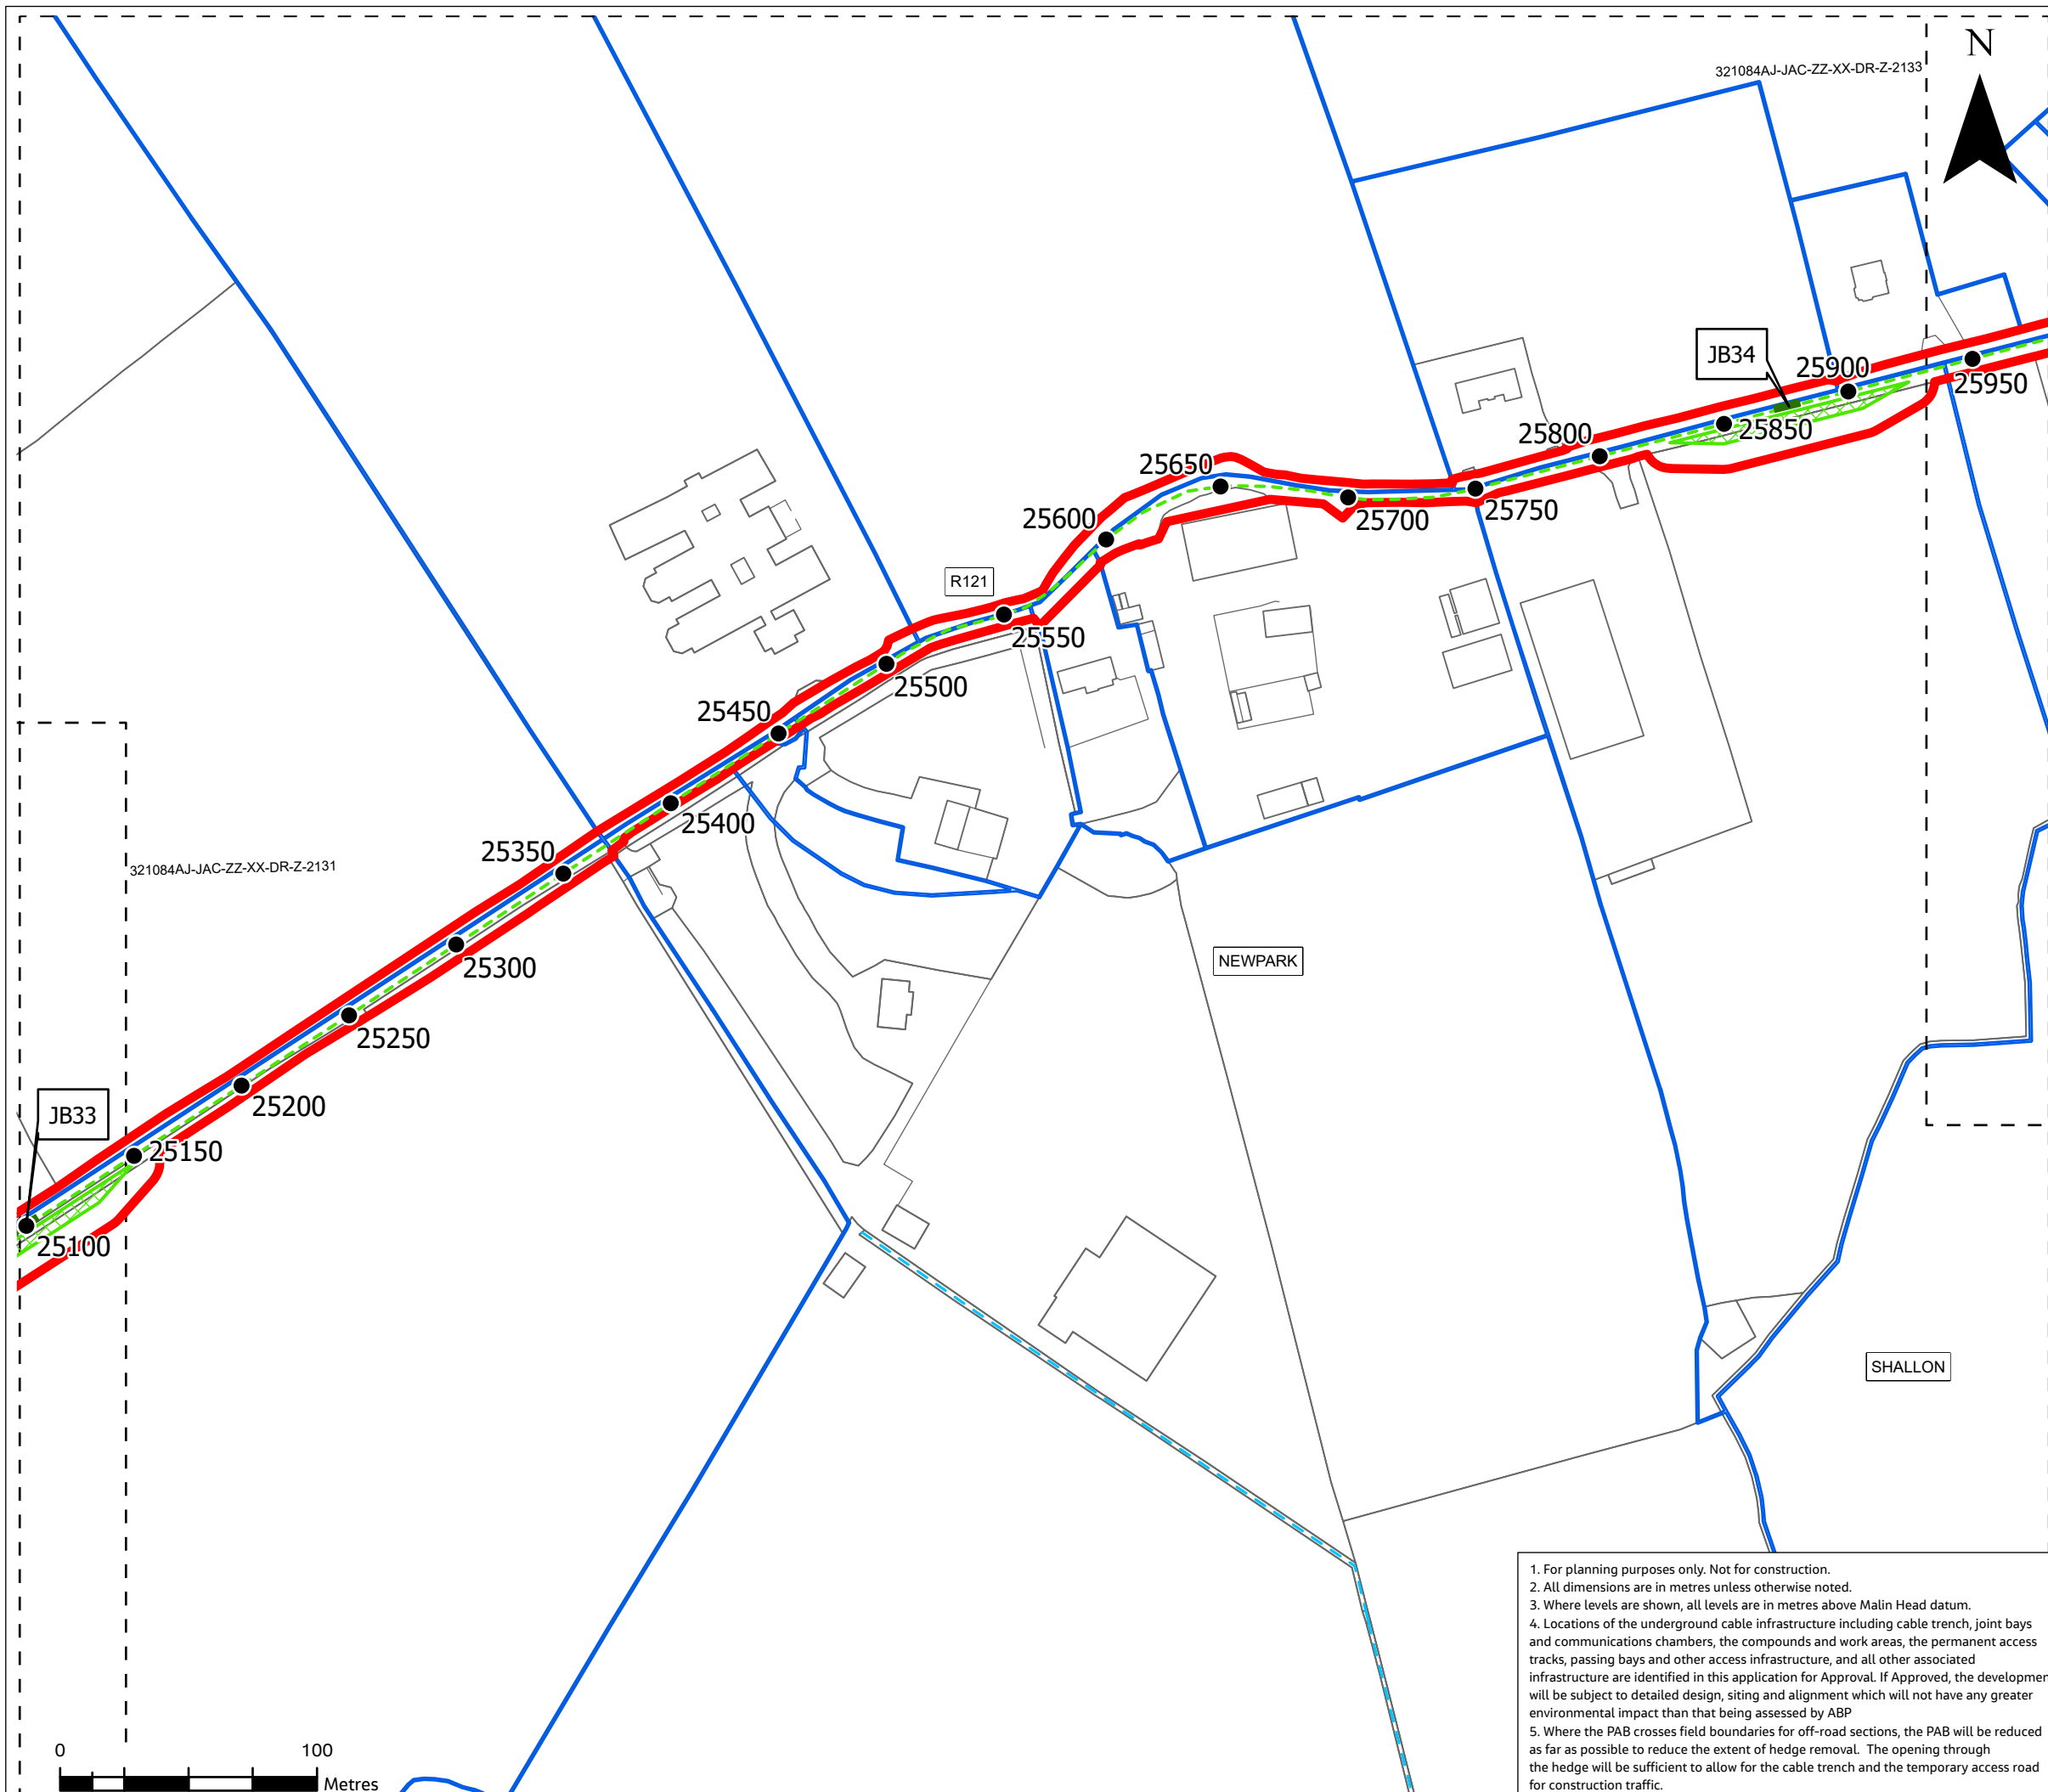 N
321084AJ-JAC-ZZ-XX-DR-Z-2133
JB34
25900
25950
25850
25800
25650
25700
25750
25600
R121
25550
25500
25450
25400
25350
321084AJ-JAC-ZZ-XX-DR-Z-2131
25300
NEWPARK
25250
25200
JB33
25150
25100
SHALLON
1. For planning purposes only. Not for construction.
2. All dimensions are in metres unless otherwise noted.
3. Where levels are shown, all levels are in metres above Malin Head datum.
4. Locations of the underground cable infrastructure including cable trench, joint bays
and communications chambers, the compounds and work areas, the permanent access
tracks, passing bays and other access infrastructure, and all other associated
infrastructure are identified in this application for Approval. If Approved, the developmen
will be subject to detailed design, siting and alignment which will not have any greater
environmental impact than that being assessed by ABP
5. Where the PAB crosses field boundaries for off-road sections, the PAB will be reduced
as far as possible to reduce the extent of hedge removal. The opening through
the hedge will be sufficient to allow for the cable trench and the temporary access road
for construction traffic.
0 100
Metres